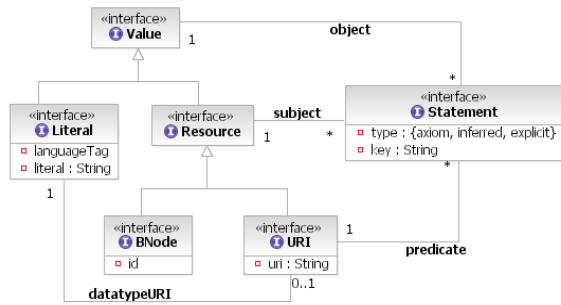 «interface»
I Value
1
object
*
«interface»
I Literal
languageTag
literal : String
«interface»
I Resource
subject
1
*
«interface»
I Statement
type : {axiom, inferred, explicit}
key : String
*
1
«interface»
I BNode
id
«interface»
I URI
uri : String
1
predicate
0..1
datatypeURI